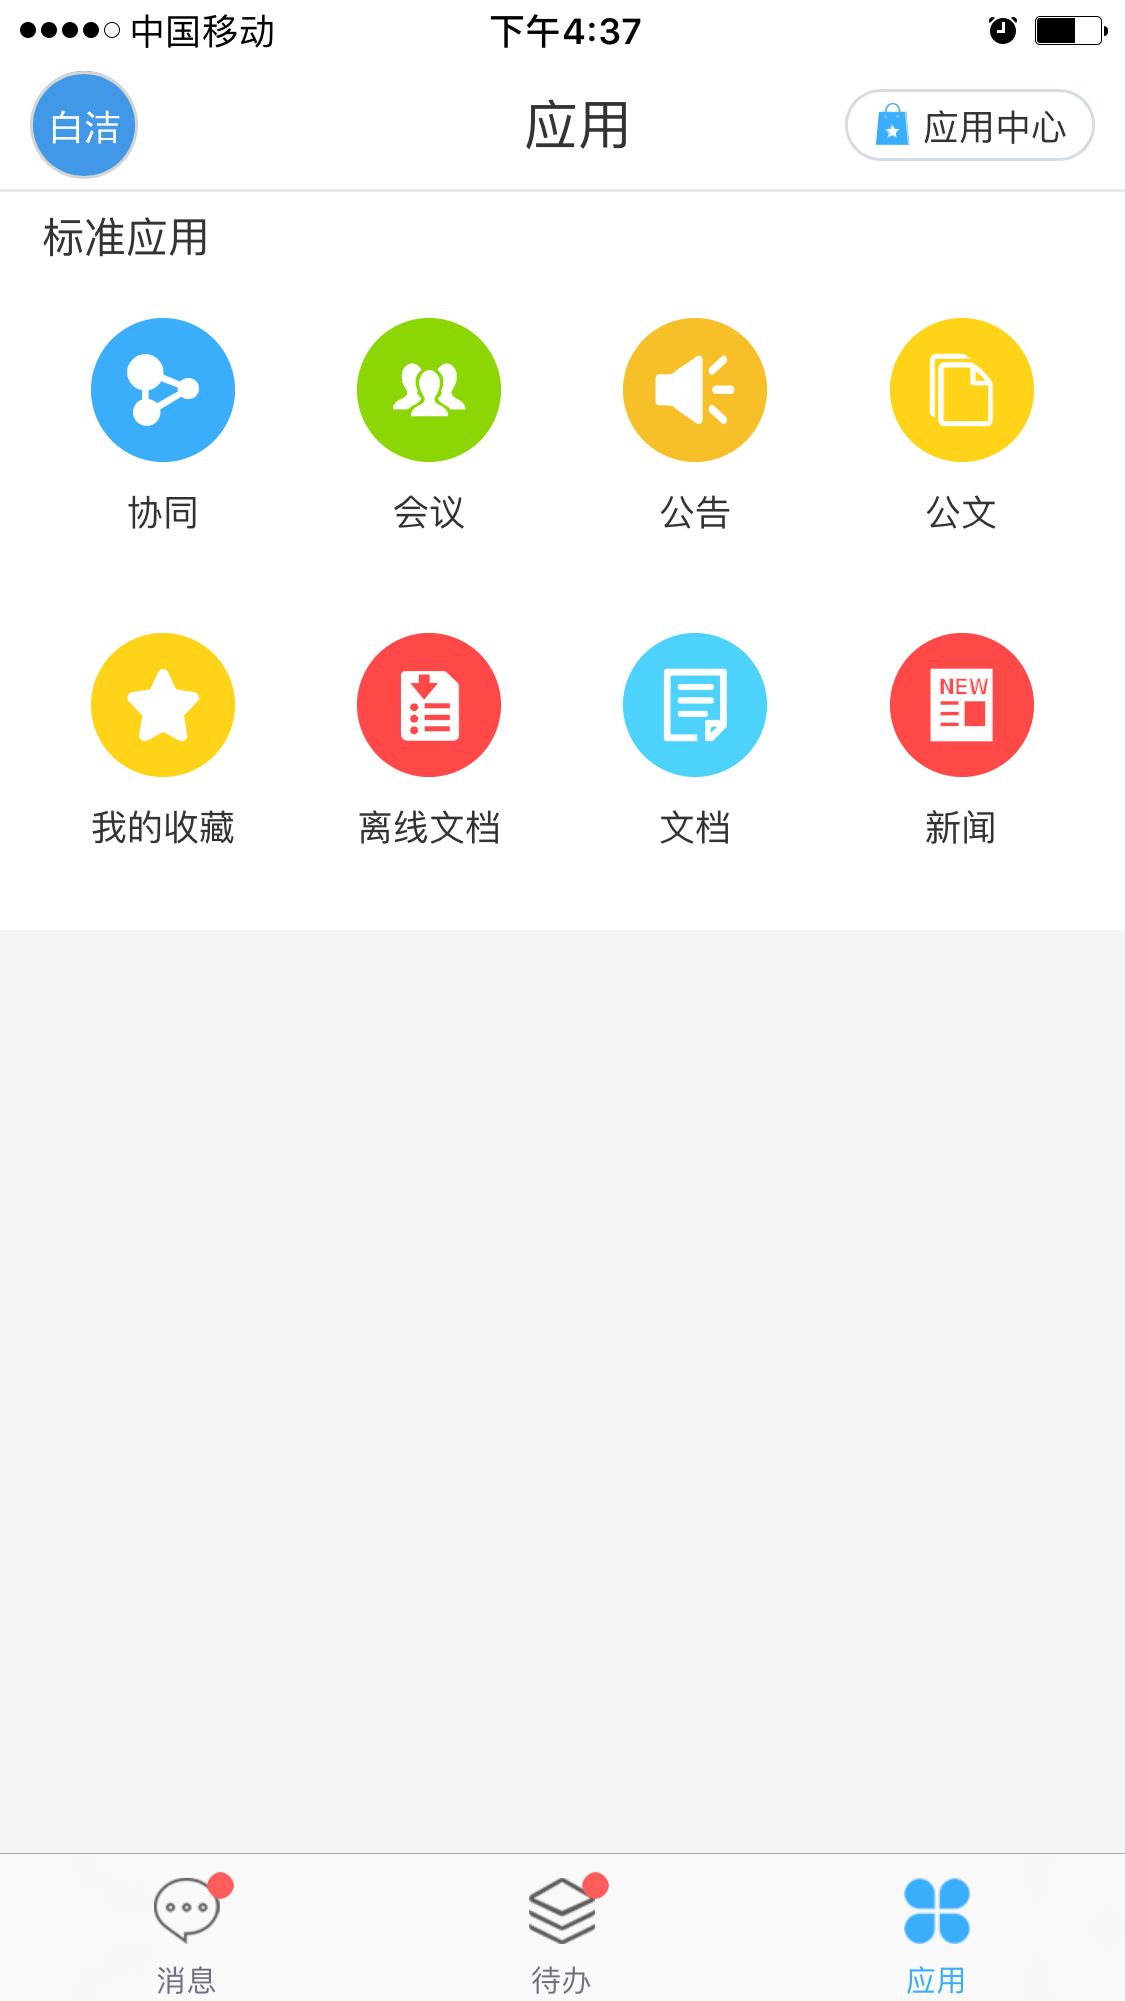 中国移动 下午4:37
白洁 应用 应用中心
标准应用
协同 会议 公告 公文
NEW
我的收藏 离线文档 文档 新闻
消息 待办 应用